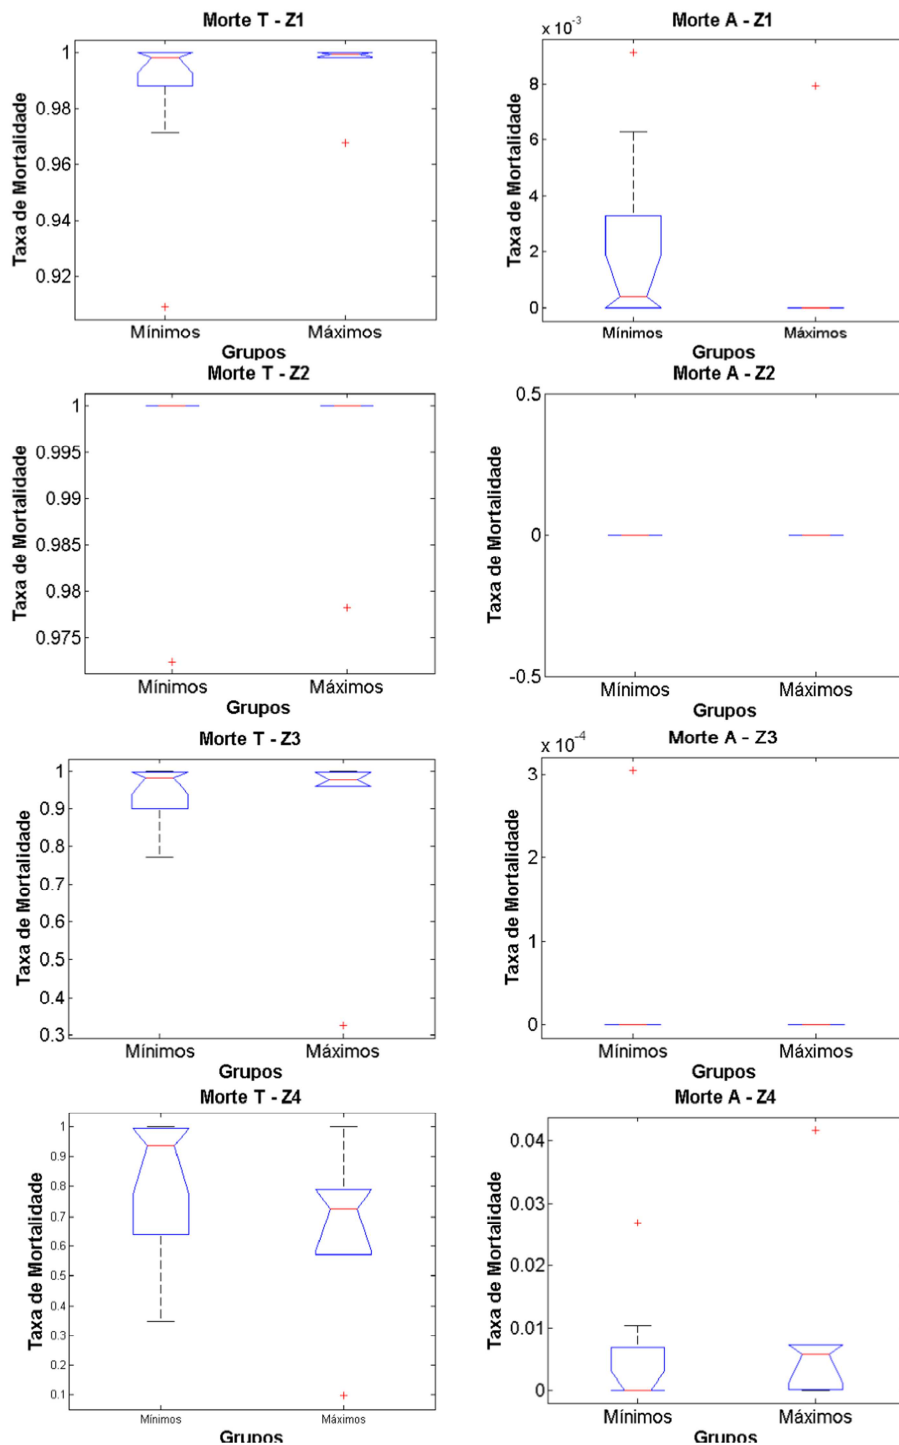 Morte T - Z1
1
0.98
0.96
0.94
0.92
Taxa de Mortalidade
Mínimos Máximos
Grupos
Morte A - Z1
x 10-3
8
6
4
2
0
Taxa de Mortalidade
Mínimos Máximos
Grupos
Morte T - Z2
1
0.995
0.99
0.985
0.98
0.975
Taxa de Mortalidade
Mínimos Máximos
Grupos
Morte A - Z2
0.5
0
-0.5
Taxa de Mortalidade
Mínimos Máximos
Grupos
Morte T - Z3
1
0.9
0.8
0.7
0.6
0.5
0.4
0.3
Taxa de Mortalidade
Mínimos Máximos
Grupos
Morte A - Z3
x 10-4
3
2
1
0
Taxa de Mortalidade
Mínimos Máximos
Grupos
Morte T - Z4
1
0.9
0.8
0.7
0.6
0.5
0.4
0.3
0.2
0.1
Taxa de Mortalidade
Mínimos Máximos
Grupos
Morte A - Z4
0.04
0.03
0.02
0.01
0
Taxa de Mortalidade
Mínimos Máximos
Grupos